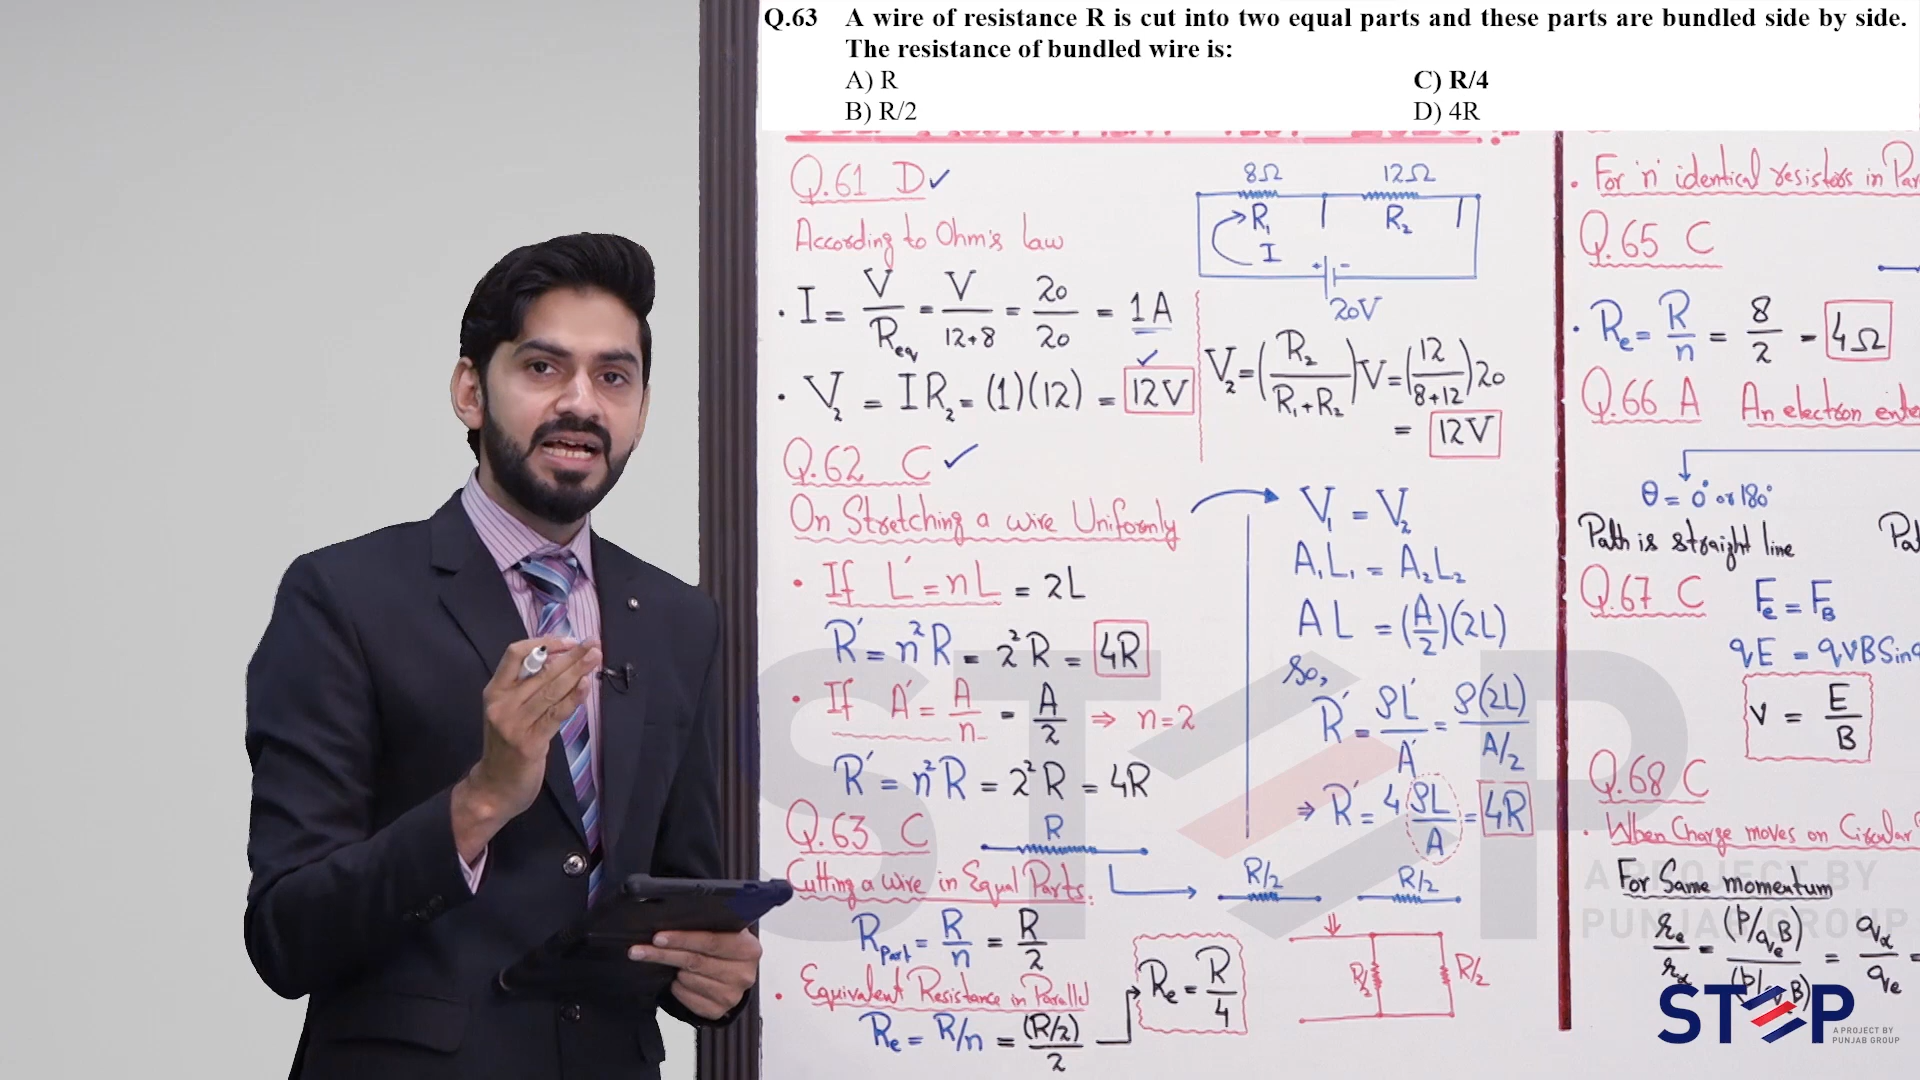 Q.63 A wire of resistance R is cut into two equal parts and these parts are bundled side by side.
The resistance of bundled wire is:
A) R
C) R/4
B) R/2
D) 4R
Q.61 D✓
According to Ohm's law
• I = V/Req = V/12+8 = 20/20 = 1A
• V₂ = IR₂ = (1)(12) = 12V ✓
8Ω 12Ω
R₁ R₂
I
+ -
20V
V₂ = (R₂/R₁+R₂)V = (12/8+12)20
= 12V
Q.62 C ✓
On Stretching a wire Uniformly
• If L' = nL = 2L
R' = n²R = 2²R = 4R
• If A' = A/n = A/2 ⇒ n=2
R' = n²R = 2²R = 4R
V₁ = V₂
A₁L₁ = A₂L₂
AL = (A/2)(2L)
So,
R' = ρL'/A' = ρ(2L)/A/2
⇒ R' = 4 ρL/A = 4R
Q.63 C
R
Cutting a wire in Equal Parts.
R/2 R/2
Rpart = R/n = R/2
• Equivalent Resistance in Parallel
Re = R/n = (R/2)/2
Re = R/4
R/2 R/2
• For 'n' identical resistors in
Q.65 C
• Re = R/n = 8/2 = 4Ω
Q.66 A An electron
θ = 0° or 180°
Path is straight line
Q.67 C Fe = FB
qE = qVBSin
V = E/B
Q.68 C
• When Charge moves on Circular
For Same momentum
STEP
A PROJECT BY
PUNJAB GROUP
STEP
A PROJECT BY
PUNJAB GROUP